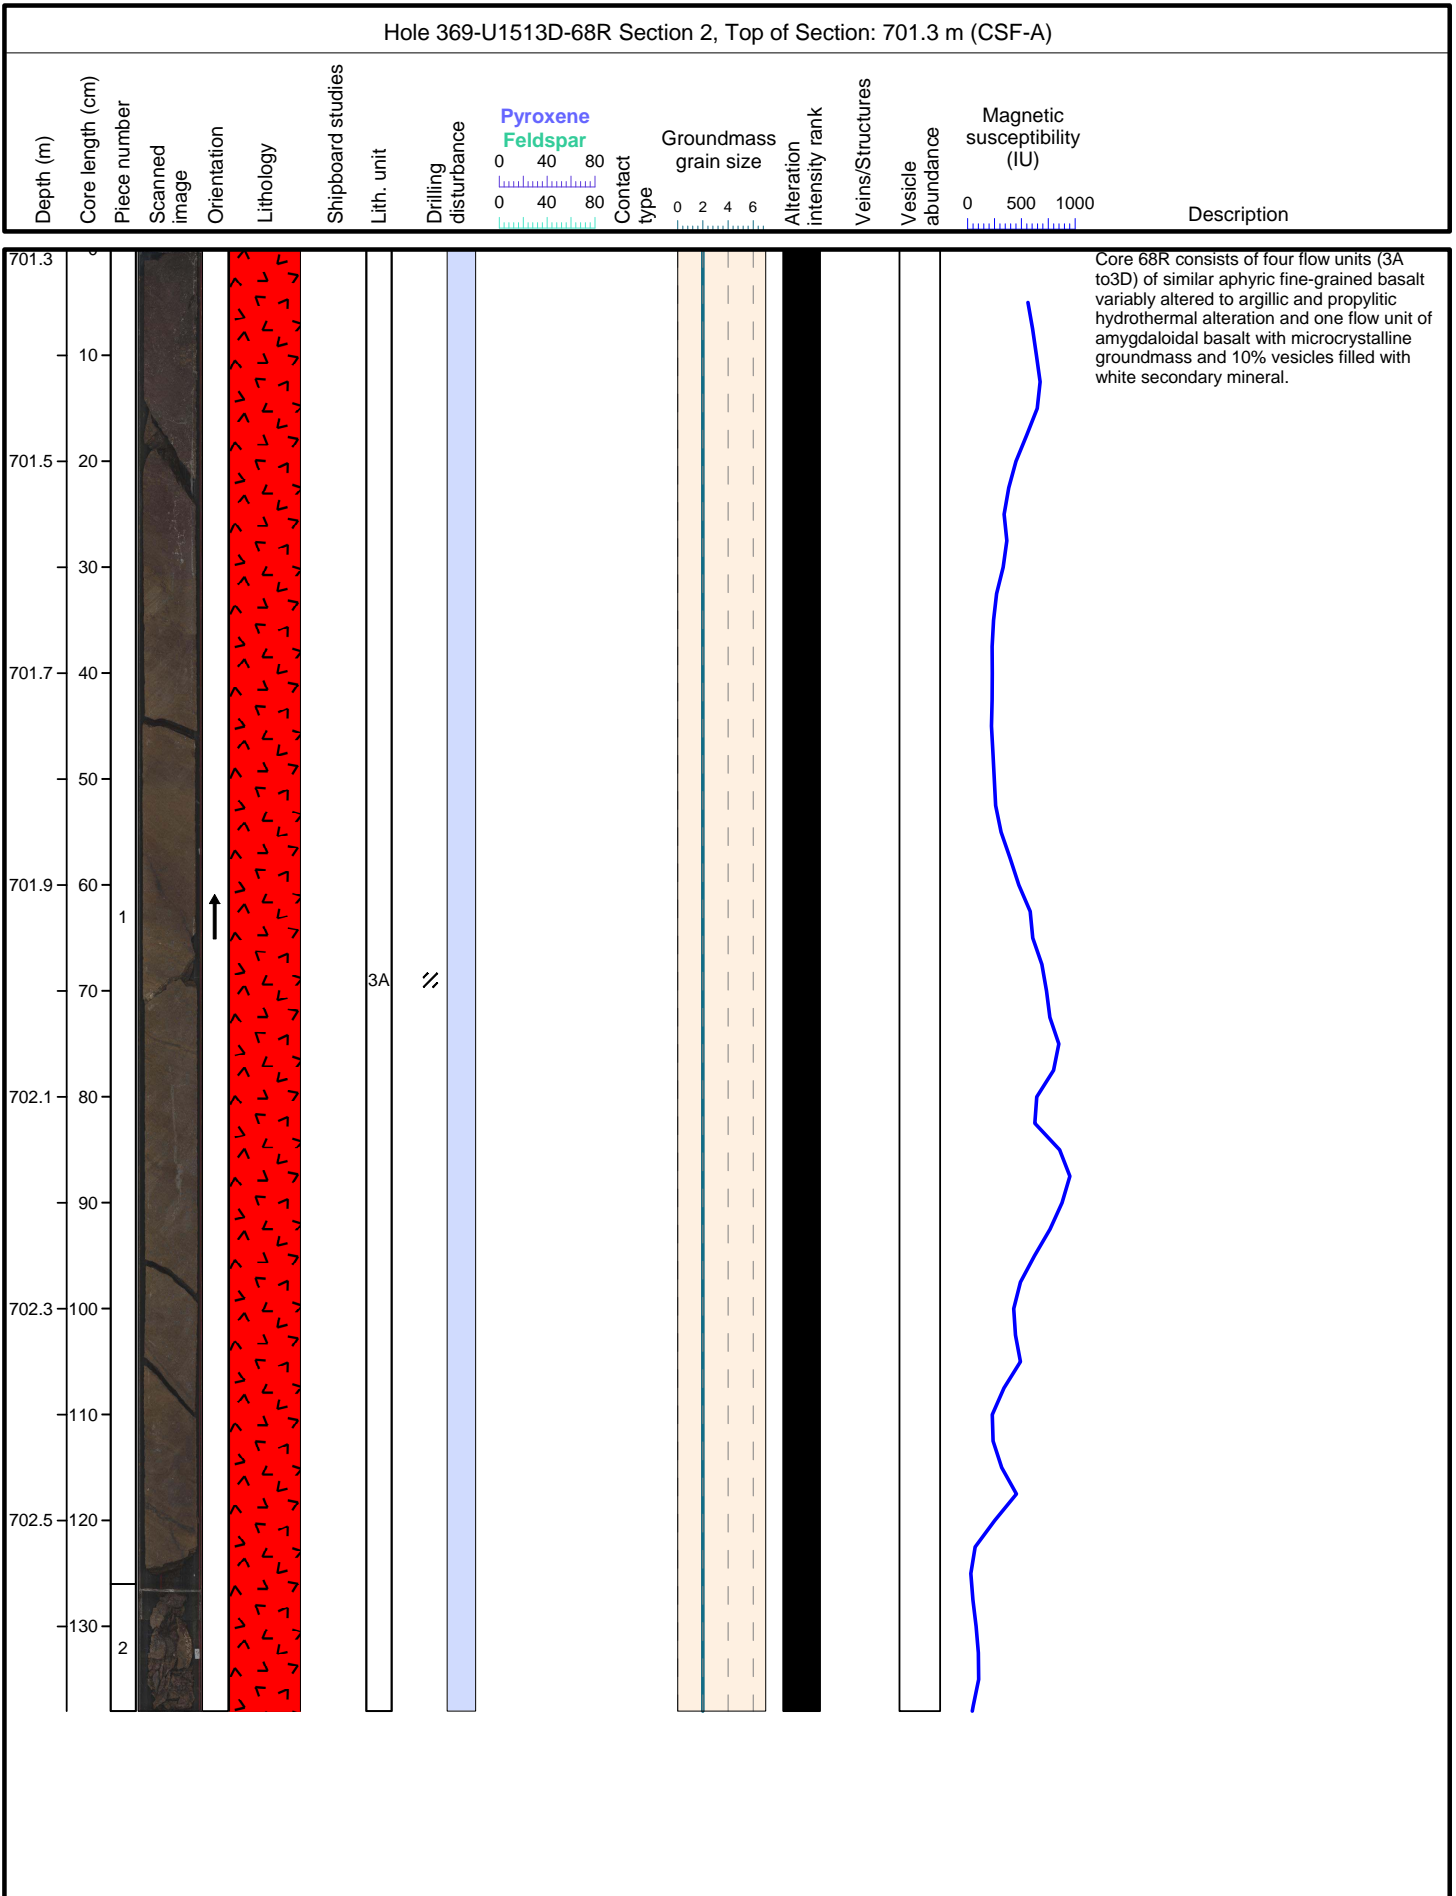 Hole 369-U1513D-68R Section 2, Top of Section: 701.3 m (CSF-A)
Depth (m)
Core length (cm)
Piece number
Scanned
image
Orientation
Lithology
Shipboard studies
Lith. unit
Drilling
disturbance
Pyroxene
Feldspar
0 40 80
0 40 80
Contact
type
Groundmass
grain size
0 2 4 6
Alteration
intensity rank
Veins/Structures
Vesicle
abundance
Magnetic
susceptibility
(IU)
0 500 1000
Description
701.3 0
Core 68R consists of four flow units (3A
to3D) of similar aphyric fine-grained basalt
variably altered to argillic and propylitic
hydrothermal alteration and one flow unit of
amygdaloidal basalt with microcrystalline
groundmass and 10% vesicles filled with
white secondary mineral.
10
701.5 20
30
701.7 40
50
701.9 60
1
3A
70
702.1 80
90
702.3 100
110
702.5 120
130
2